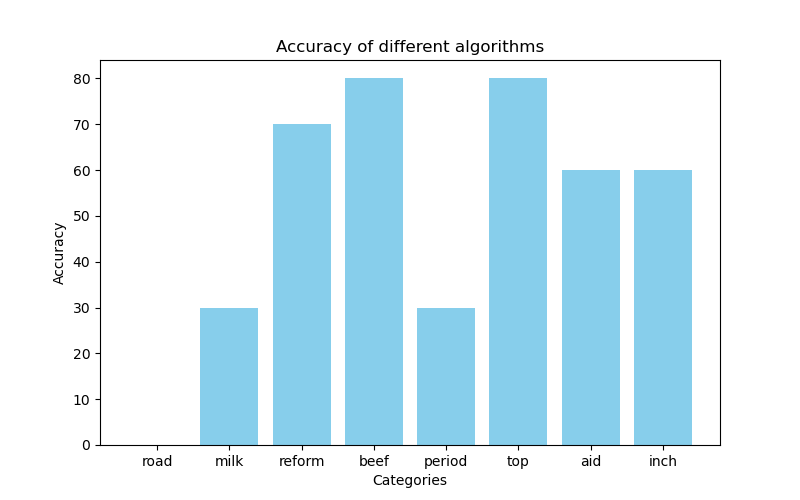 Accuracy of different algorithms
Accuracy
80
70
60
50
40
30
20
10
0
road milk reform beef period top aid inch
Categories